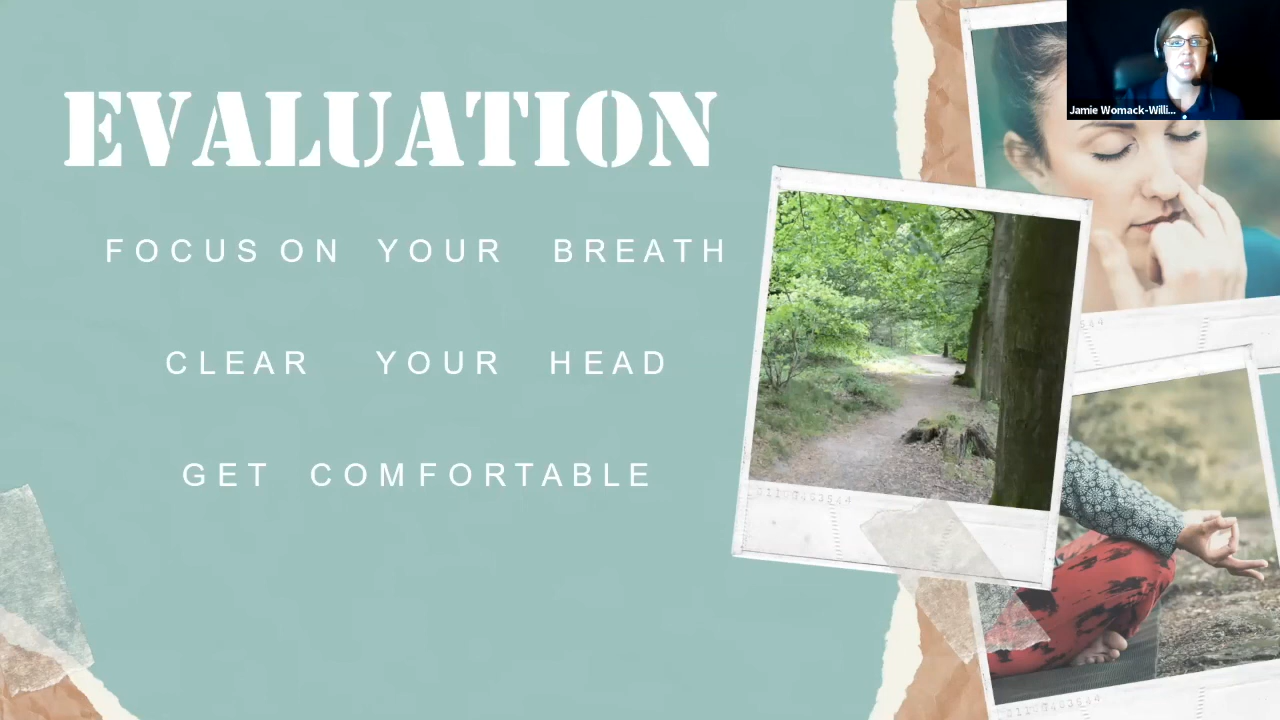 EVALUATION
FOCUS ON YOUR BREATH
CLEAR YOUR HEAD
GET COMFORTABLE
Jamie Womack-Willi...